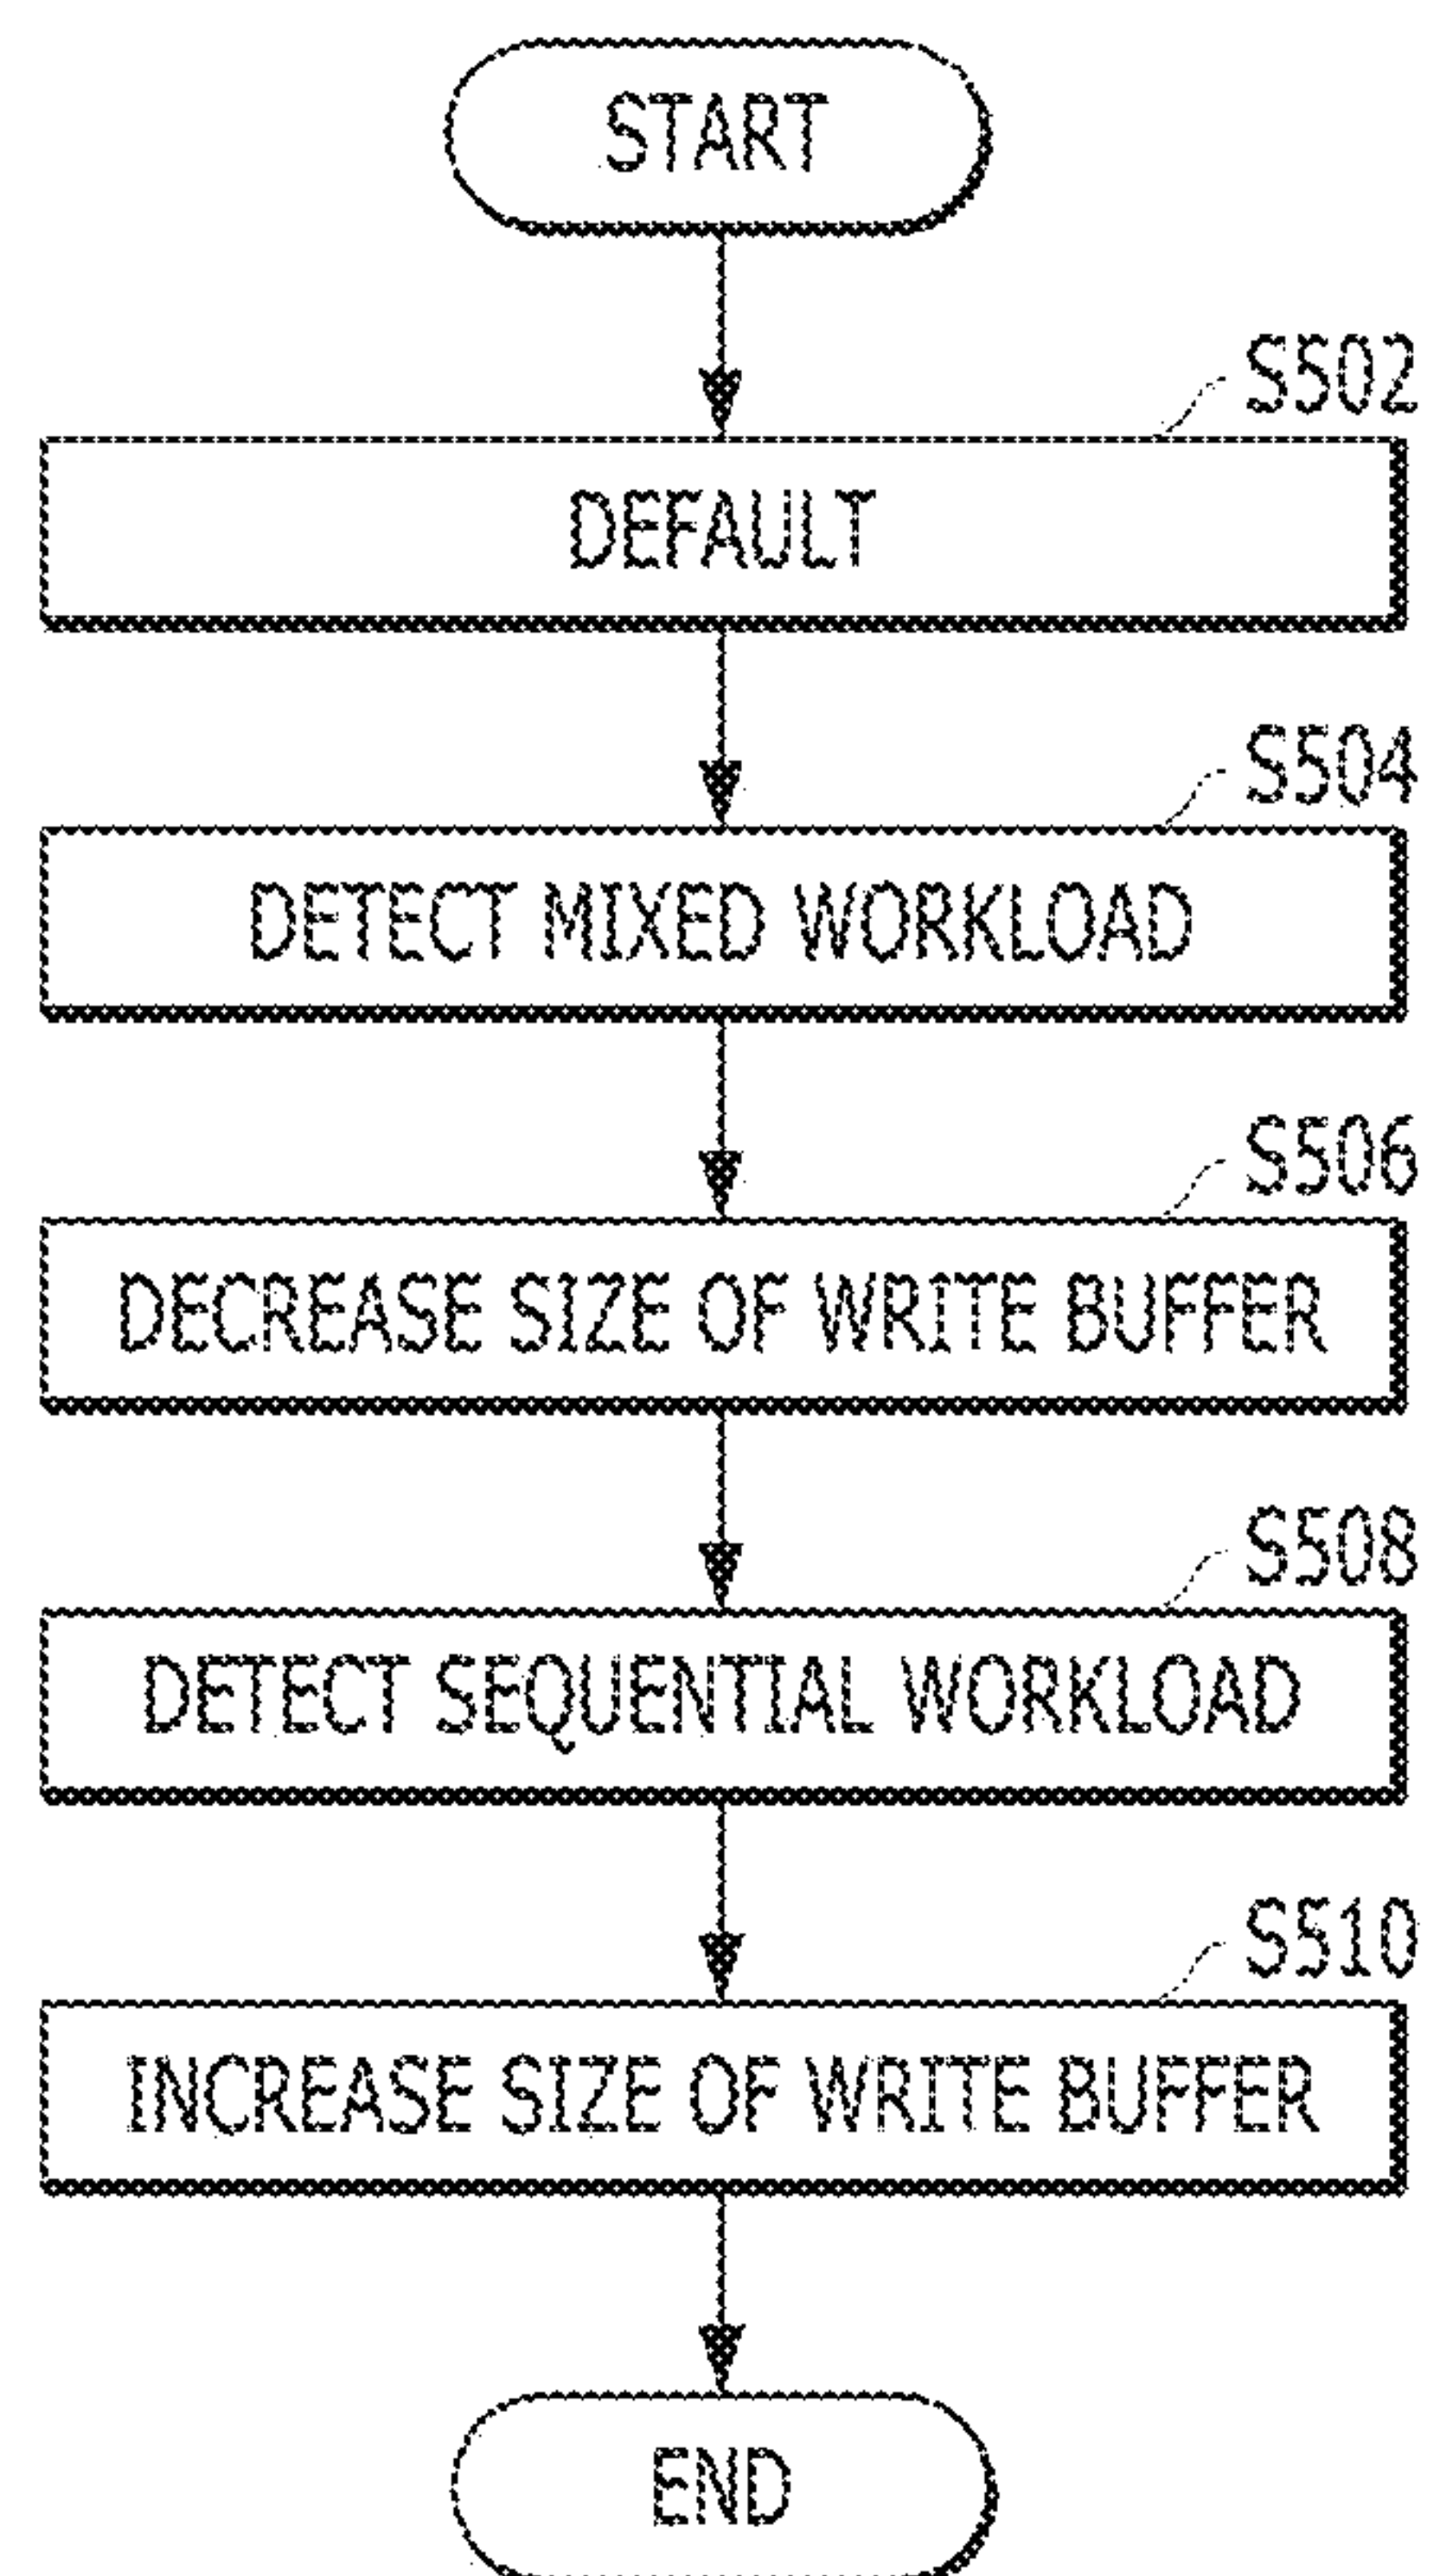 START
S502
DEFAULT
S504
DETECT MIXED WORKLOAD
S506
DECREASE SIZE OF WRITE BUFFER
S508
DETECT SEQUENTIAL WORKLOAD
S510
INCREASE SIZE OF WRITE BUFFER
END